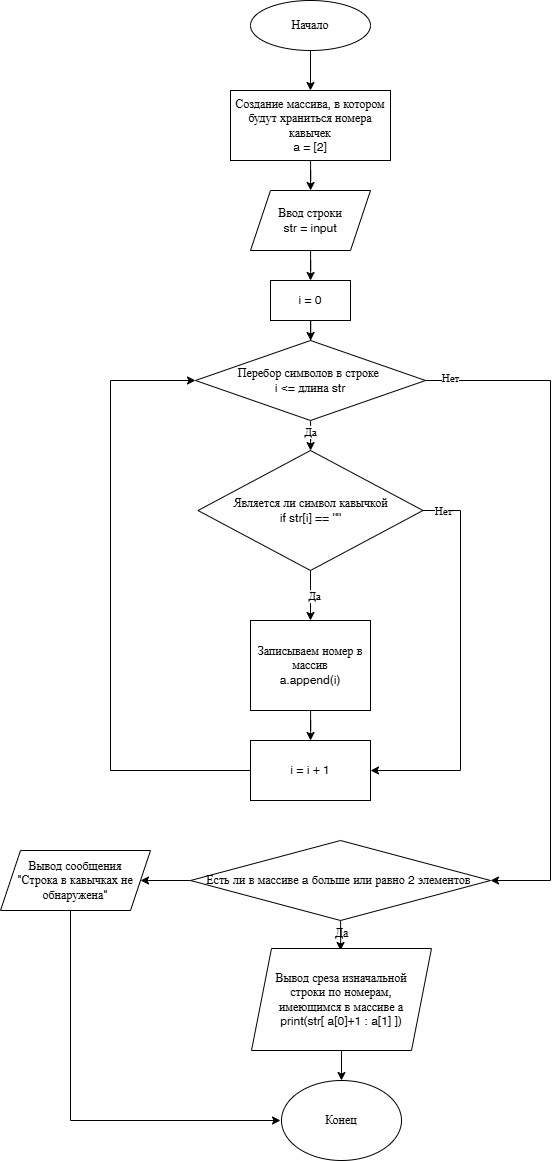 Начало
Создание массива, в котором
будут храниться номера
кавычек
a = [2]
Ввод строки
str = input
i = 0
Перебор символов в строке
i <= длина str
Нет
Да
Является ли символ кавычкой
if str[i] == '"'
Нет
Да
Записываем номер в
массив
a.append(i)
i = i + 1
Вывод сообщения
"Строка в кавычках не
обнаружена"
Есть ли в массиве a больше или равно 2 элементов
Да
Вывод среза изначальной
строки по номерам,
имеющимся в массиве a
print(str[ a[0]+1 : a[1] ])
Конец